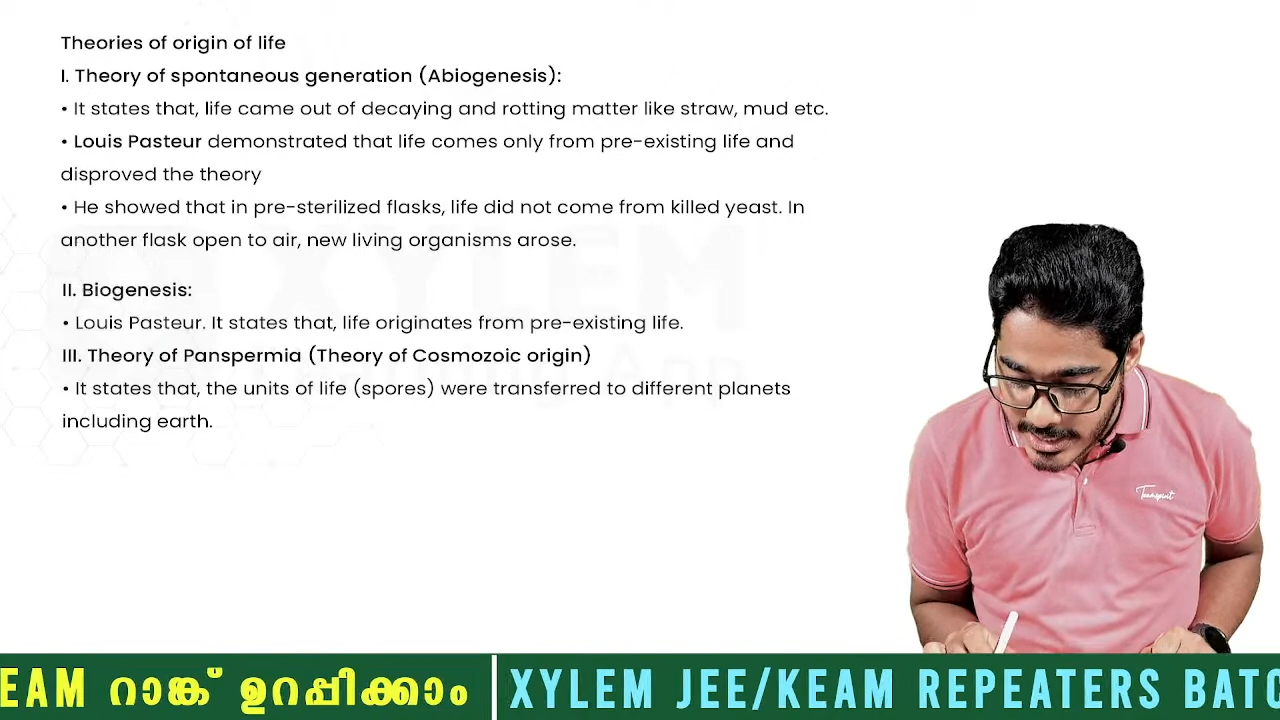 Theories of origin of life
I. Theory of spontaneous generation (Abiogenesis):
• It states that, life came out of decaying and rotting matter like straw, mud etc.
• Louis Pasteur demonstrated that life comes only from pre-existing life and
disproved the theory
• He showed that in pre-sterilized flasks, life did not come from killed yeast. In
another flask open to air, new living organisms arose.
II. Biogenesis:
• Louis Pasteur. It states that, life originates from pre-existing life.
III. Theory of Panspermia (Theory of Cosmozoic origin)
• It states that, the units of life (spores) were transferred to different planets
including earth.
XYLEM
EAM റാങ്ക് ഉറപ്പിക്കാം
XYLEM JEE/KEAM REPEATERS BATC